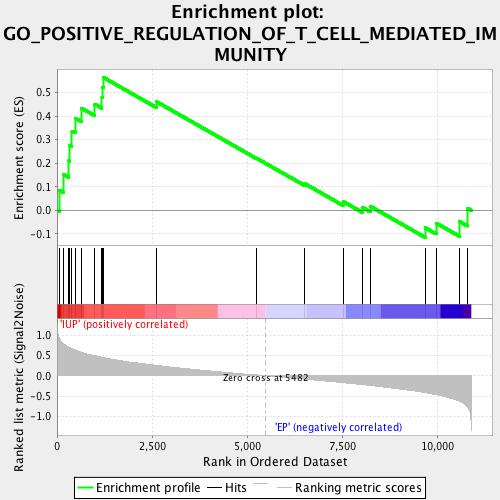 Enrichment plot:
GO_POSITIVE_REGULATION_OF_T_CELL_MEDIATED_IM
MUNITY
Enrichment score (ES)
0.5
0.4
0.3
0.2
0.1
0.0
-0.1
Ranked list metric (Signal2Noise)
'IUP' (positively correlated)
1.0
0.5
0.0
-0.5
-1.0
Zero cross at 5482
'EP' (negatively correlated)
0
2,500
5,000
7,500
10,000
Rank in Ordered Dataset
Enrichment profile
Hits
Ranking metric scores